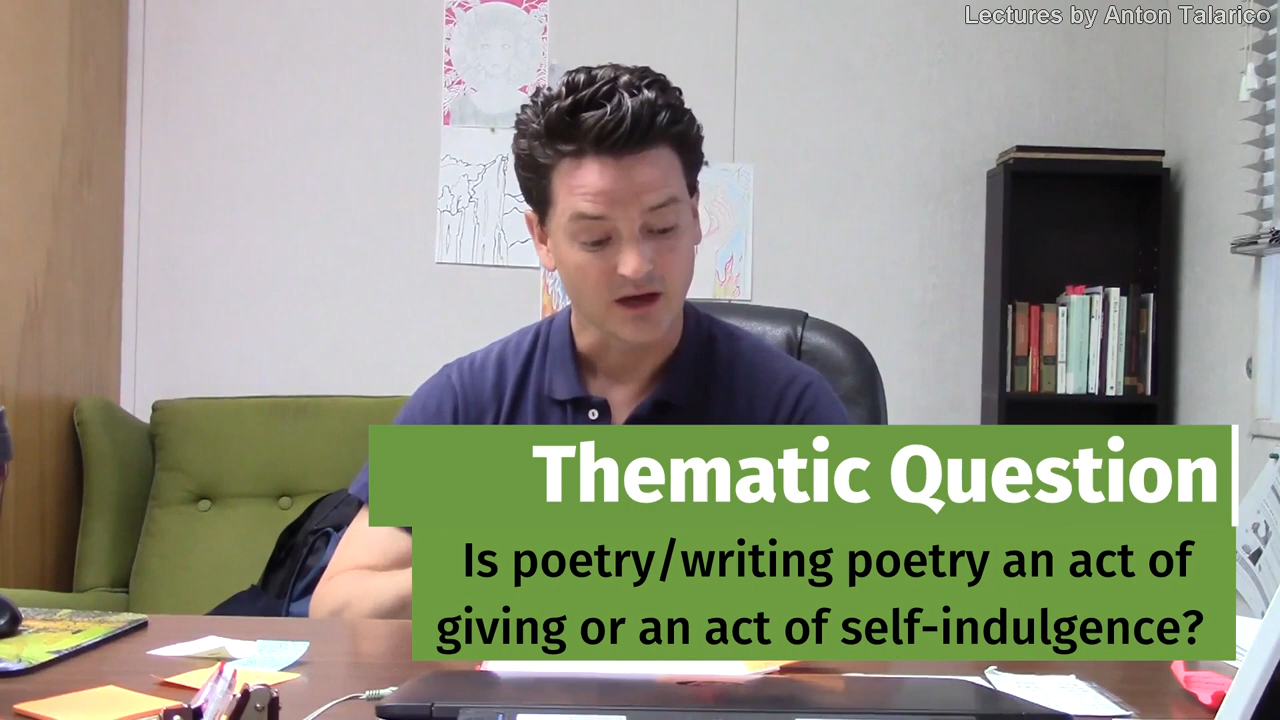 Lectures by Anton Talarico
Thematic Question
Is poetry/writing poetry an act of
giving or an act of self-indulgence?